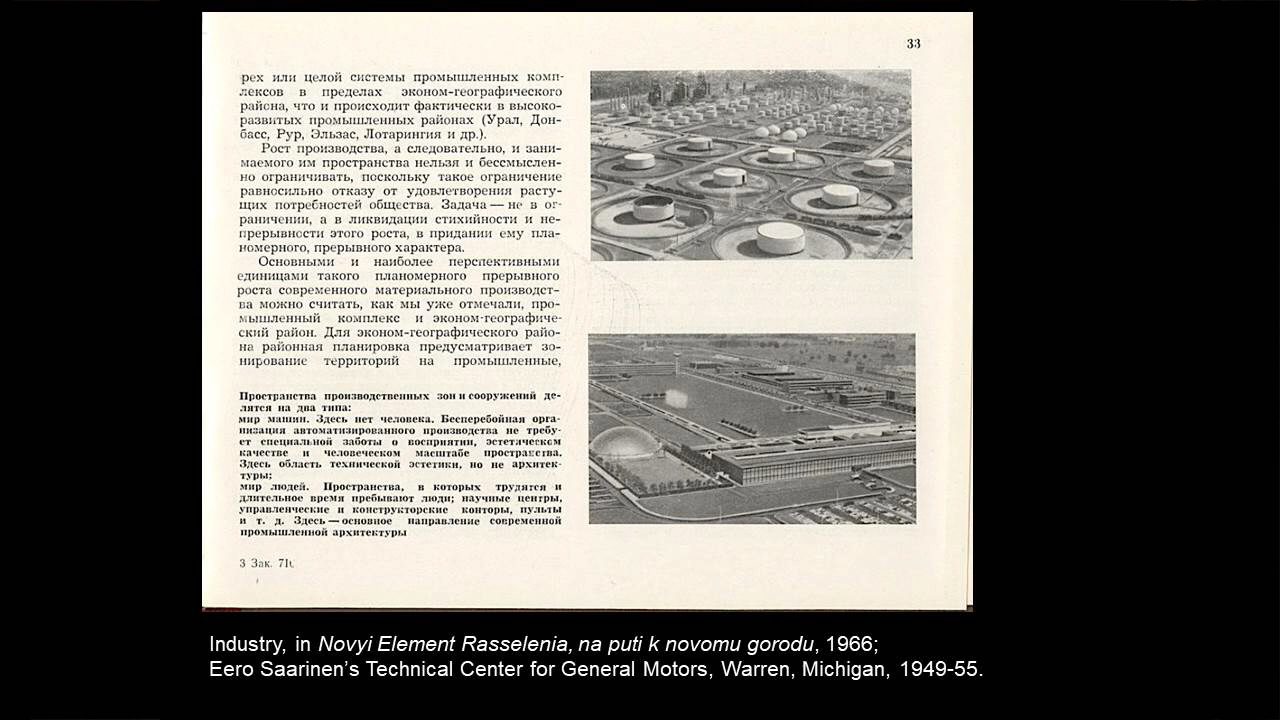 33
рех или целой системы промышленных комп-
лексов в пределах эконом-географического
района, что и происходит фактически в высоко-
развитых промышленных районах (Урал, Дон-
басс, Рур, Эльзас, Лотарингия и др.).
Рост производства, а следовательно, и зани-
маемого им пространства нельзя и бессмыслен-
но ограничивать, поскольку такое ограничение
равносильно отказу от удовлетворения расту-
щих потребностей общества. Задача — не в ог-
раничении, а в ликвидации стихийности и не-
прерывности этого роста, в придании ему пла-
номерного, прерывного характера.
Основными и наиболее перспективными
единицами такого планомерного прерывного
роста современного материального производст-
ва можно считать, как мы уже отмечали, про-
мышленный комплекс и эконом-географиче-
ский район. Для эконом-географического райо-
на районная планировка предусматривает зо-
нирование территорий на промышленные,
Пространства производственных зон и сооружений де-
лятся на два типа:
мир машин. Здесь нет человека. Бесперебойная орга-
низация автоматизированного производства не требу-
ет специальной заботы о восприятии, эстетическом
качестве и человеческом масштабе пространства.
Здесь область технической эстетики, но не архитек-
туры;
мир людей. Пространства, в которых трудятся и
длительное время пребывают люди; научные центры,
управленческие и конструкторские конторы, пульты
и т. д. Здесь — основное направление современной
промышленной архитектуры
3 Зак.
Industry, in Novyi Element Rasselenia, na puti k novomu gorodu, 1966;
Eero Saarinen’s Technical Center for General Motors, Warren, Michigan, 1949-55.